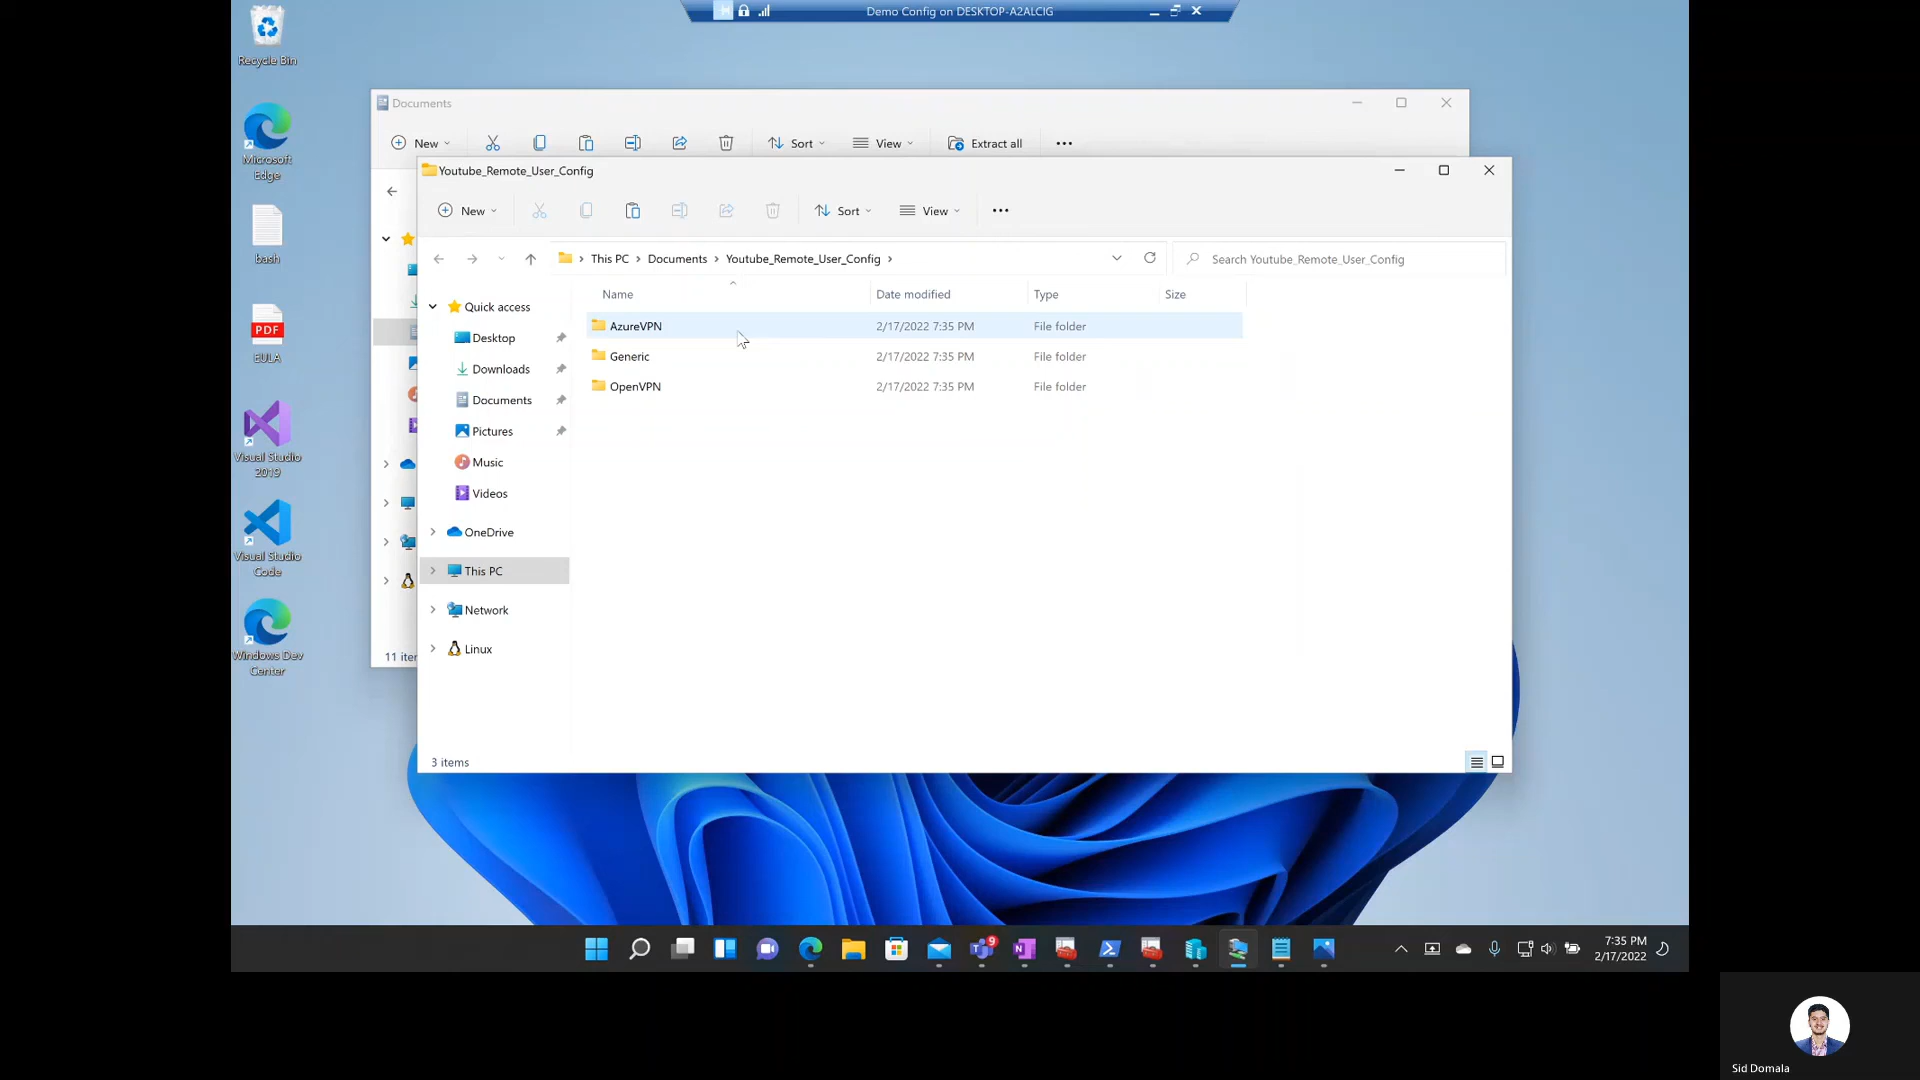 Recycle Bin
Demo Config on DESKTOP-A2ALCIG
Documents
New
Sort
View
Extract all
Microsoft
Edge
Youtube_Remote_User_Config
New
Sort
View
bash
This PC
Documents
Youtube_Remote_User_Config
Search Youtube_Remote_User_Config
Name
Date modified
Type
Size
Quick access
AzureVPN
2/17/2022 7:35 PM
File folder
Desktop
PDF
EULA
Generic
2/17/2022 7:35 PM
File folder
Downloads
OpenVPN
2/17/2022 7:35 PM
File folder
Documents
Pictures
Visual Studio
2019
Music
Videos
OneDrive
Visual Studio
Code
This PC
Network
Linux
Windows Dev
Center
11 iter
3 items
9
7:35 PM
2/17/2022
Sid Domala